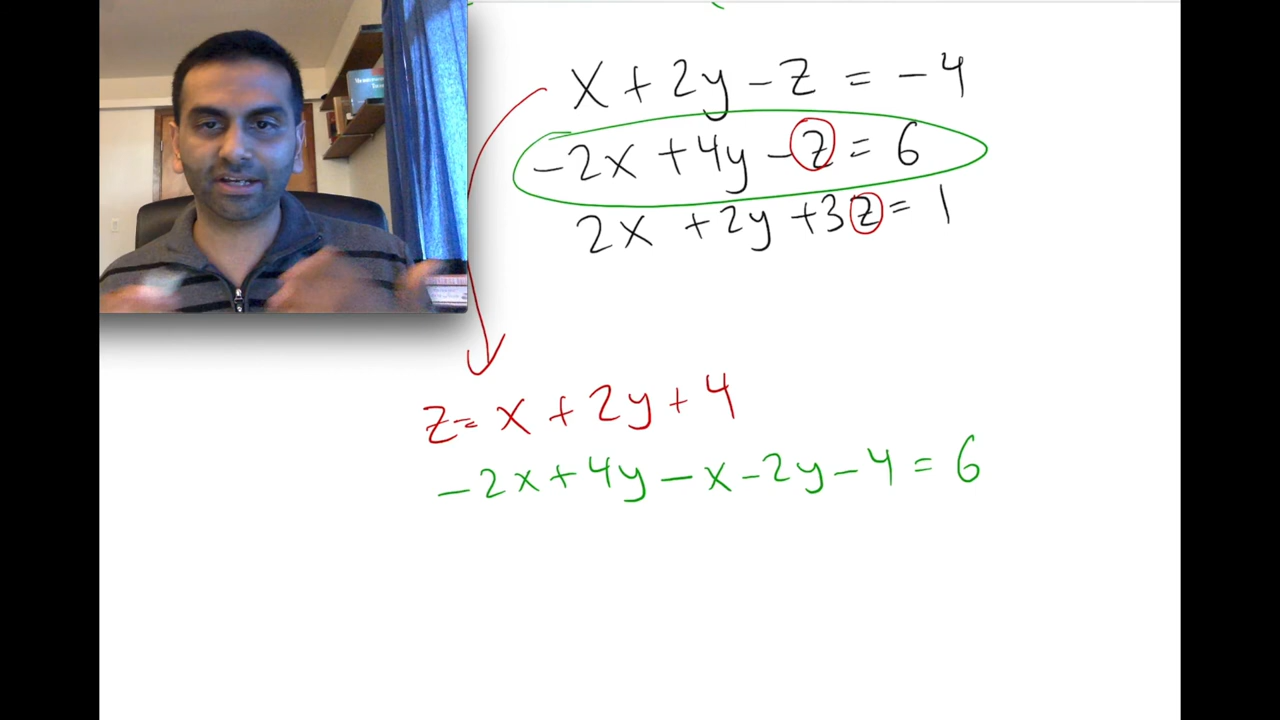 x + 2y - z = -4
-2x + 4y - z = 6
2x + 2y + 3z = 1
z = x + 2y + 4
-2x + 4y - x - 2y - 4 = 6